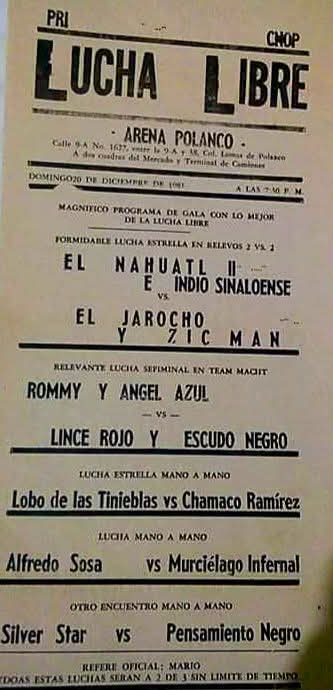 PRI
CNOP
LUCHA LIBRE
- ARENA POLANCO -
Calle 9-A No. 1627, entre la 9-A y 38, Col. Lomas de Polanco
A dos cuadras del Mercado y Terminal de Camiones
DOMINGO 20 DE DICIEMBRE DE 1981 A LAS 7:30 P. M.
MAGNIFICO PROGRAMA DE GALA CON LO MEJOR
DE LA LUCHA LIBRE
FORMIDABLE LUCHA ESTRELLA EN RELEVOS 2 VS. 2
EL NAHUATL II
E INDIO SINALOENSE
VS.
EL JAROCHO
Y ZIC MAN
RELEVANTE LUCHA SEFIMINAL EN TEAM MACHT
ROMMY Y ANGEL AZUL
— VS —
LINCE ROJO Y ESCUDO NEGRO
LUCHA ESTRELLA MANO A MANO
Lobo de las Tinieblas vs Chamaco Ramírez
LUCHA MANO A MANO
Alfredo Sosa vs Murciélago Infernal
OTRO ENCUENTRO MANO A MANO
Silver Star vs Pensamiento Negro
REFERE OFICIAL: MARIO
TDOAS ESTAS LUCHAS SERAN A 2 DE 3 SIN LIMITE DE TIEMPO